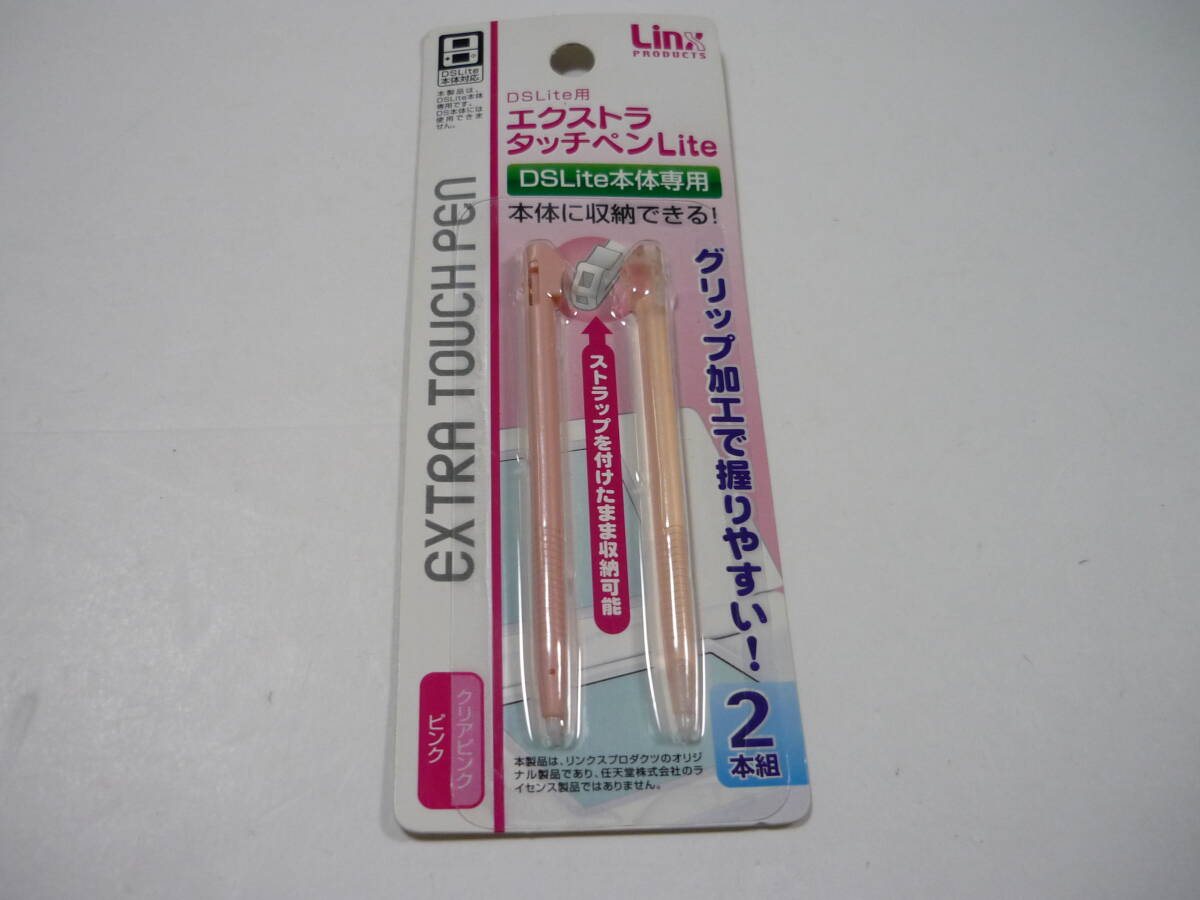 DSLite
本体対応
本製品は、
DSLite本体
専用です。
DS本体には
使用できま
せん。
Linx
PRODUCTS
DSLite用
エクストラ
タッチペンLite
DSLite本体専用
本体に収納できる!
EXTRA TOUCH PEN
ストラップを付けたまま収納可能
グリップ加工で握りやすい!
2
本組
クリアピンク
ピンク
本製品は、リンクスプロダクツのオリジ
ナル製品であり、任天堂株式会社のラ
イセンス製品ではありません。